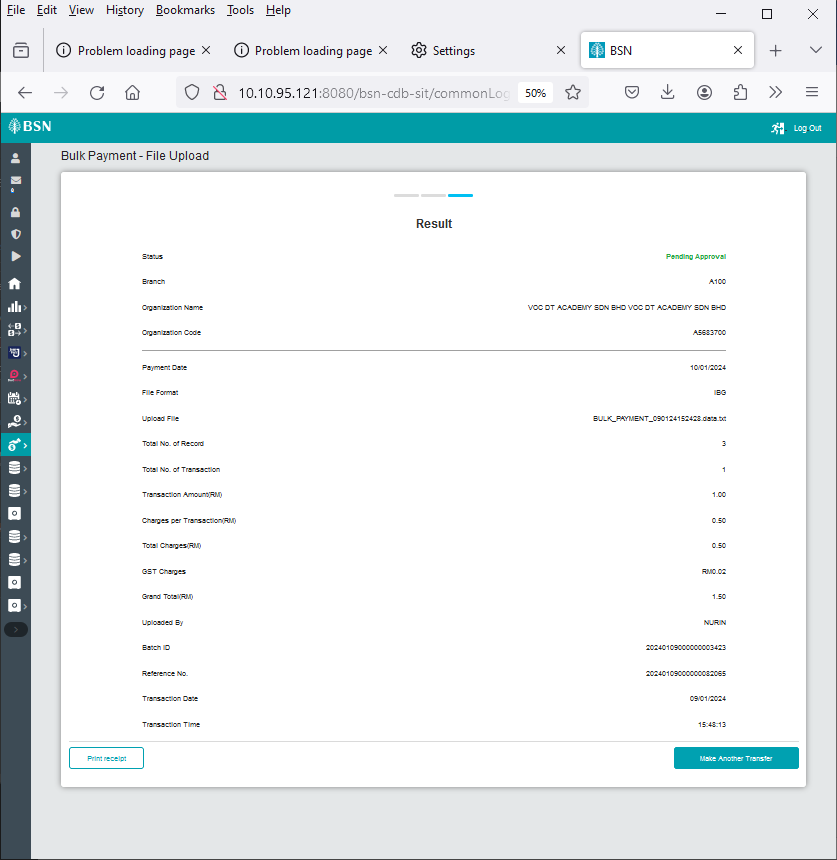 File Edit View History Bookmarks Tools Help
Problem loading page Problem loading page Settings BSN
10.10.95.121:8080/bsn-cdb-sit/commonLog 50%
BSN Log Out
Bulk Payment - File Upload
Result
Status Pending Approval
Branch A100
Organization Name VOC DT ACADEMY SDN BHD VOC DT ACADEMY SDN BHD
Organization Code A5683700
Payment Date 10/01/2024
File Format IBG
Upload File BULK_PAYMENT_090124152428.data.txt
Total No. of Record 3
Total No. of Transaction 1
Transaction Amount(RM) 1.00
Charges per Transaction(RM) 0.50
Total Charges(RM) 0.50
GST Charges RM0.02
Grand Total(RM) 1.50
Uploaded By NURIN
Batch ID 20240109000000003423
Reference No. 20240109000000082065
Transaction Date 09/01/2024
Transaction Time 15:48:13
Print receipt Make Another Transfer